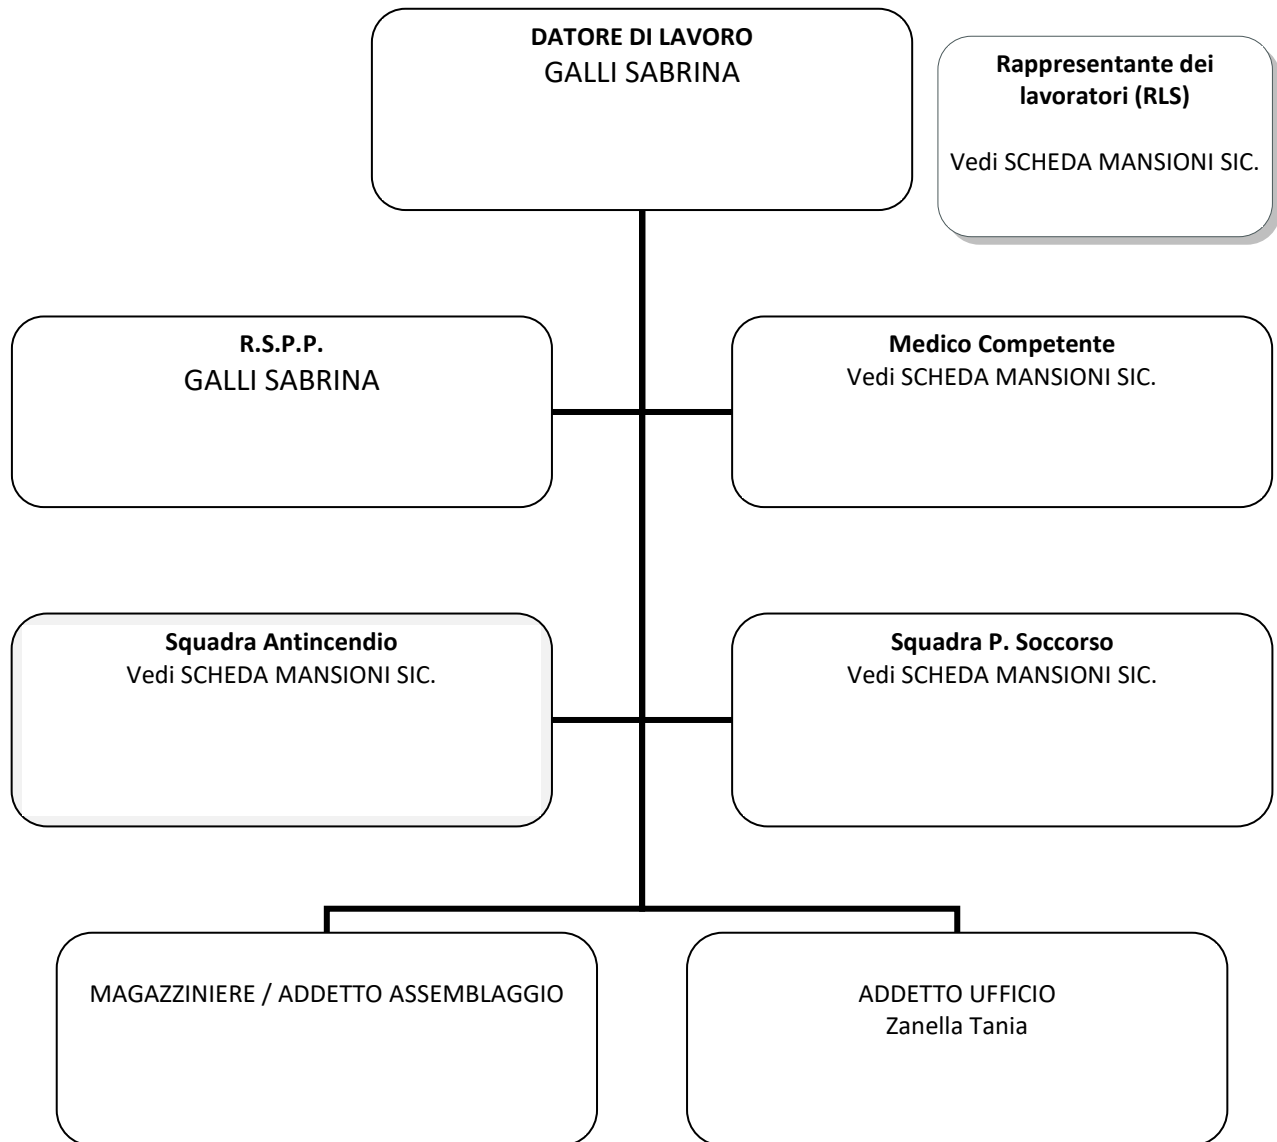 DATORE DI LAVORO
GALLI SABRINA
Rappresentante dei
lavoratori (RLS)
Vedi SCHEDA MANSIONI SIC.
R.S.P.P.
GALLI SABRINA
Medico Competente
Vedi SCHEDA MANSIONI SIC.
Squadra Antincendio
Vedi SCHEDA MANSIONI SIC.
Squadra P. Soccorso
Vedi SCHEDA MANSIONI SIC.
MAGAZZINIERE / ADDETTO ASSEMBLAGGIO
ADDETTO UFFICIO
Zanella Tania